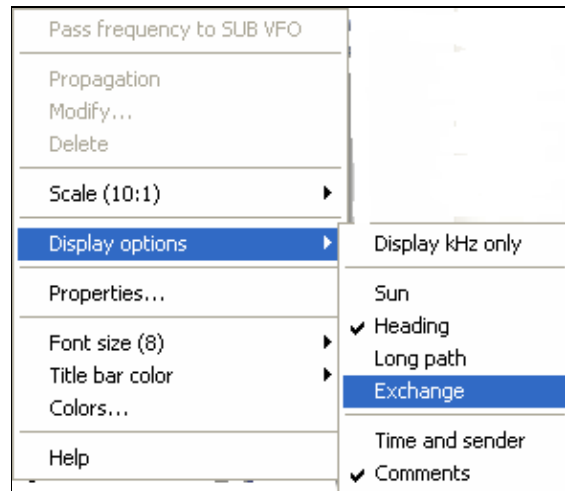 Pass frequency to SUB VFO
Propagation
Modify...
Delete
Scale (10:1)
Display options
Properties...
Font size (8)
Title bar color
Colors...
Help
Display kHz only
Sun
Heading
Long path
Exchange
Time and sender
Comments